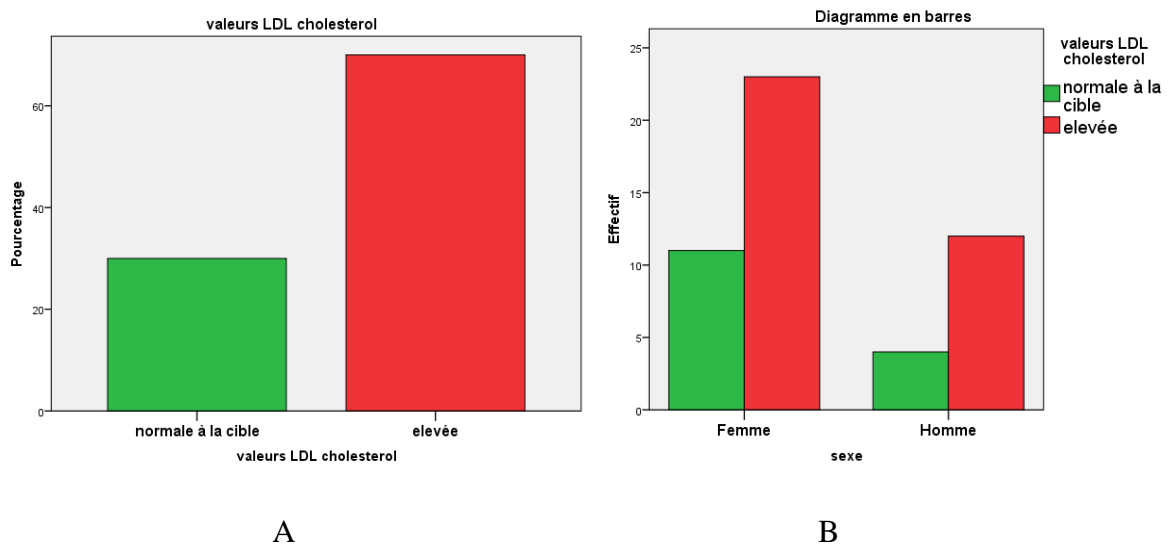 valeurs LDL cholesterol
Pourcentage
60
40
20
0
normale à la cible
elevée
valeurs LDL cholesterol
A
Diagramme en barres
Effectif
25
20
15
10
5
0
Femme
Homme
sexe
valeurs LDL
cholesterol
normale à la
cible
elevée
B